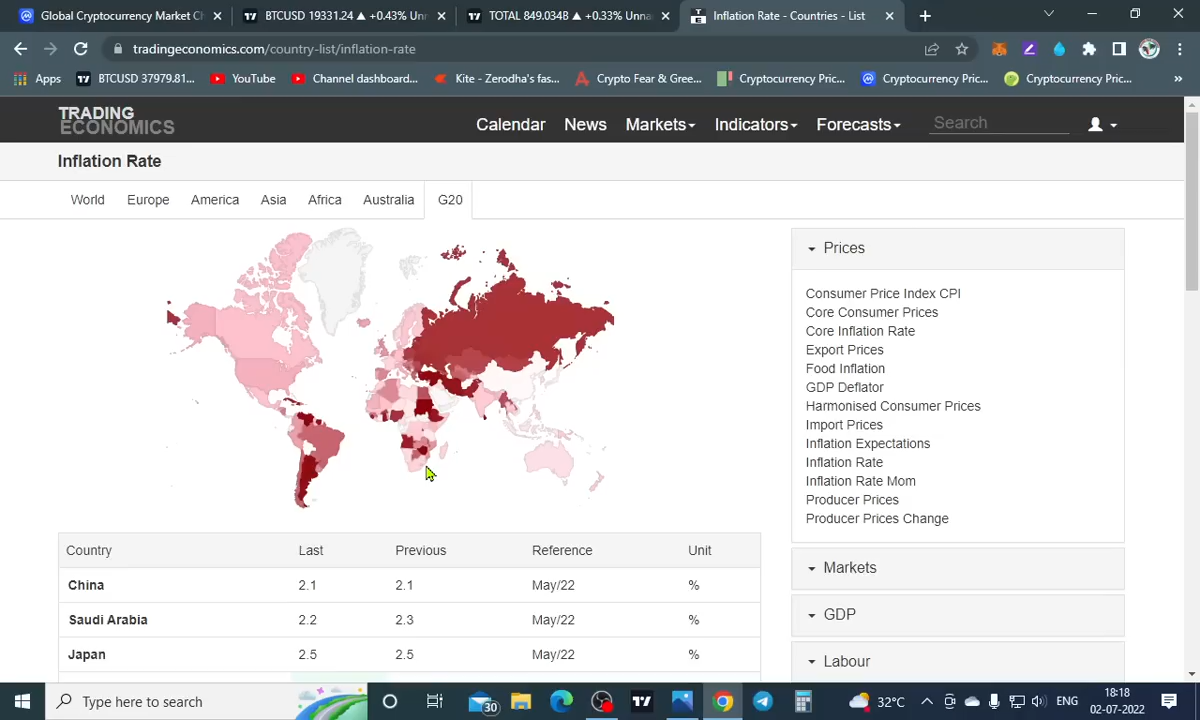 Global Cryptocurrency Market Ch
BTCUSD 19331.24 ▲ +0.43% Unn
TOTAL 849.034B ▲ +0.33% Unna
Inflation Rate - Countries - List
tradingeconomics.com/country-list/inflation-rate
Apps
BTCUSD 37979.81...
YouTube
Channel dashboard...
Kite - Zerodha's fas...
Crypto Fear & Gree...
Cryptocurrency Pric...
Cryptocurrency Pric...
Cryptocurrency Pric...
TRADING
ECONOMICS
Calendar News Markets Indicators Forecasts Search
Inflation Rate
World Europe America Asia Africa Australia G20
Prices
Consumer Price Index CPI
Core Consumer Prices
Core Inflation Rate
Export Prices
Food Inflation
GDP Deflator
Harmonised Consumer Prices
Import Prices
Inflation Expectations
Inflation Rate
Inflation Rate Mom
Producer Prices
Producer Prices Change
Country Last Previous Reference Unit
China 2.1 2.1 May/22 %
Saudi Arabia 2.2 2.3 May/22 %
Japan 2.5 2.5 May/22 %
Markets
GDP
Labour
Type here to search
30
32°C
ENG
18:18
02-07-2022